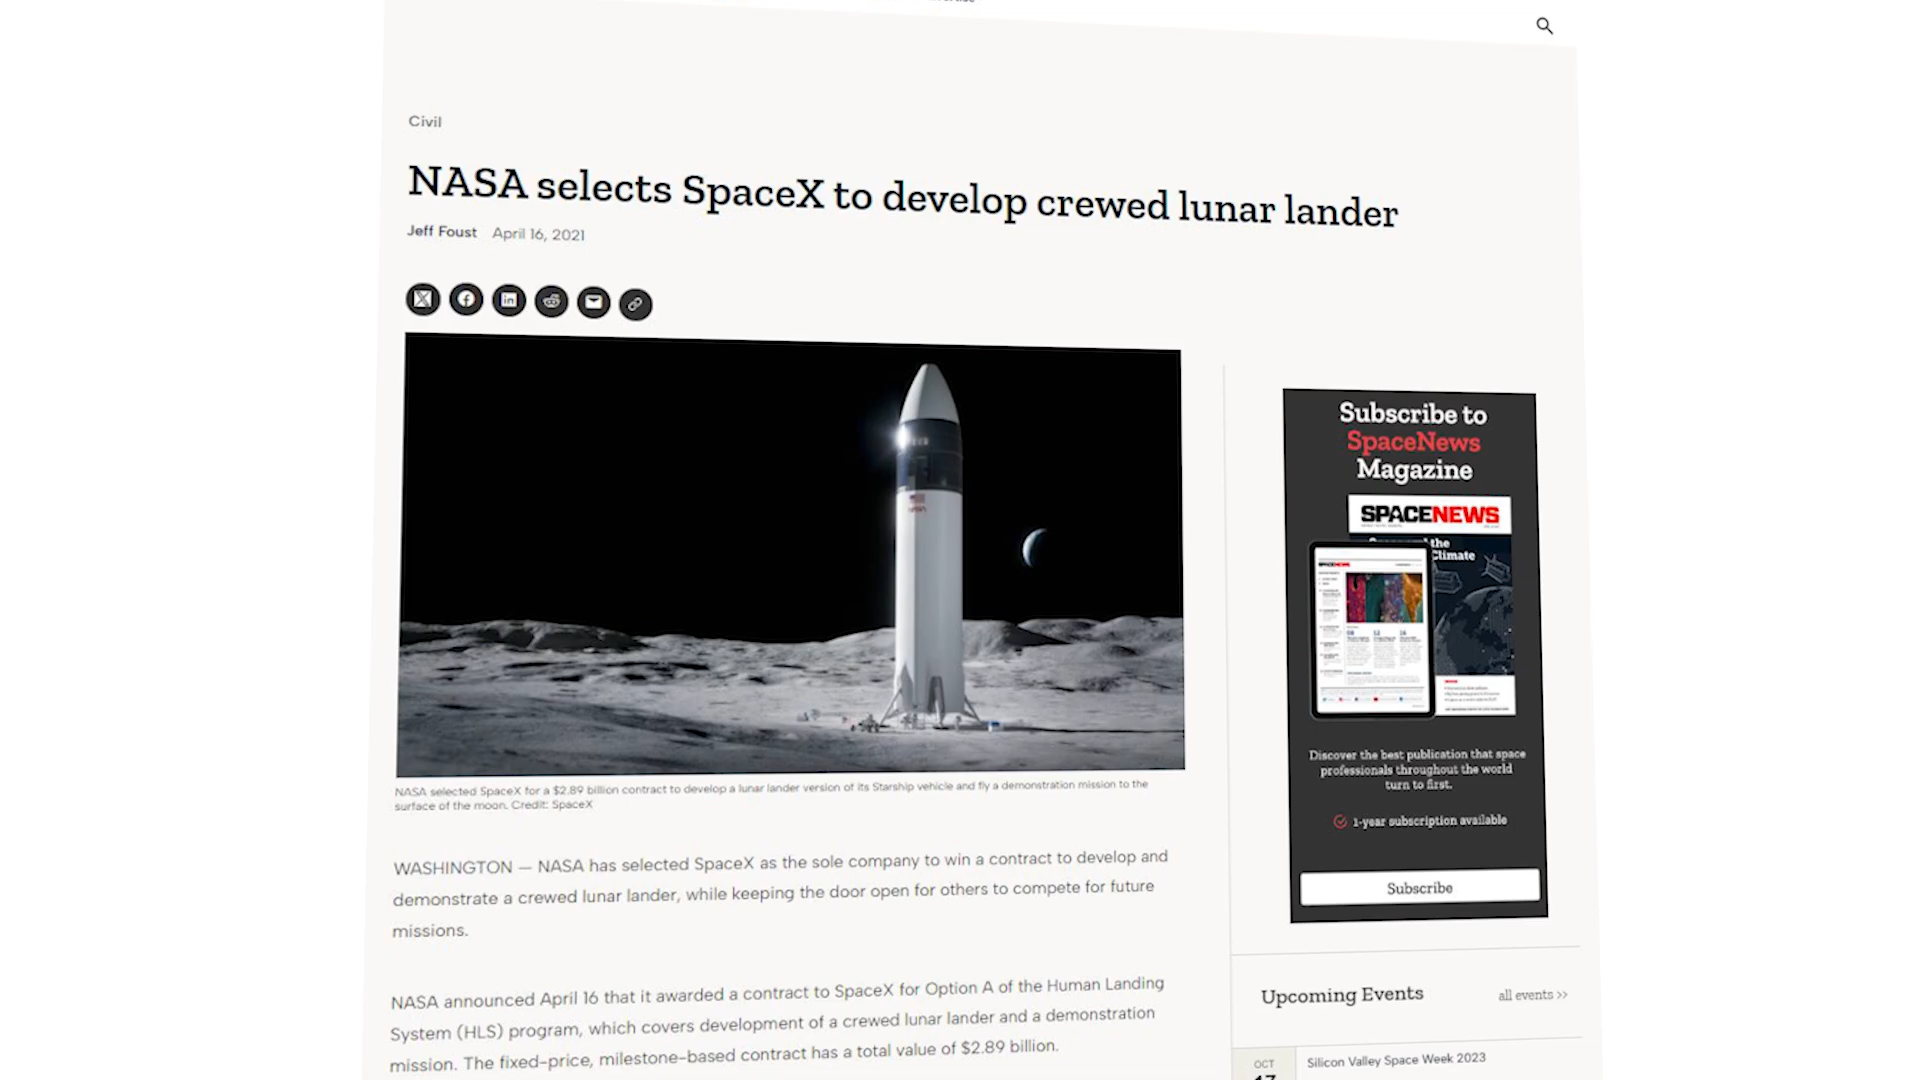 Civil
NASA selects SpaceX to develop crewed lunar lander
Jeff Foust April 16, 2021
NASA selected SpaceX for a $2.89 billion contract to develop a lunar lander version of its Starship vehicle and fly a demonstration mission to the
surface of the moon. Credit: SpaceX
WASHINGTON — NASA has selected SpaceX as the sole company to win a contract to develop and
demonstrate a crewed lunar lander, while keeping the door open for others to compete for future
missions.
NASA announced April 16 that it awarded a contract to SpaceX for Option A of the Human Landing
System (HLS) program, which covers development of a crewed lunar lander and a demonstration
mission. The fixed-price, milestone-based contract has a total value of $2.89 billion.
Subscribe to
SpaceNews
Magazine
SPACENEWS
the
Climate
Discover the best publication that space
professionals throughout the world
turn to first.
1-year subscription available
Subscribe
Upcoming Events all events >>
OCT
17
Silicon Valley Space Week 2023